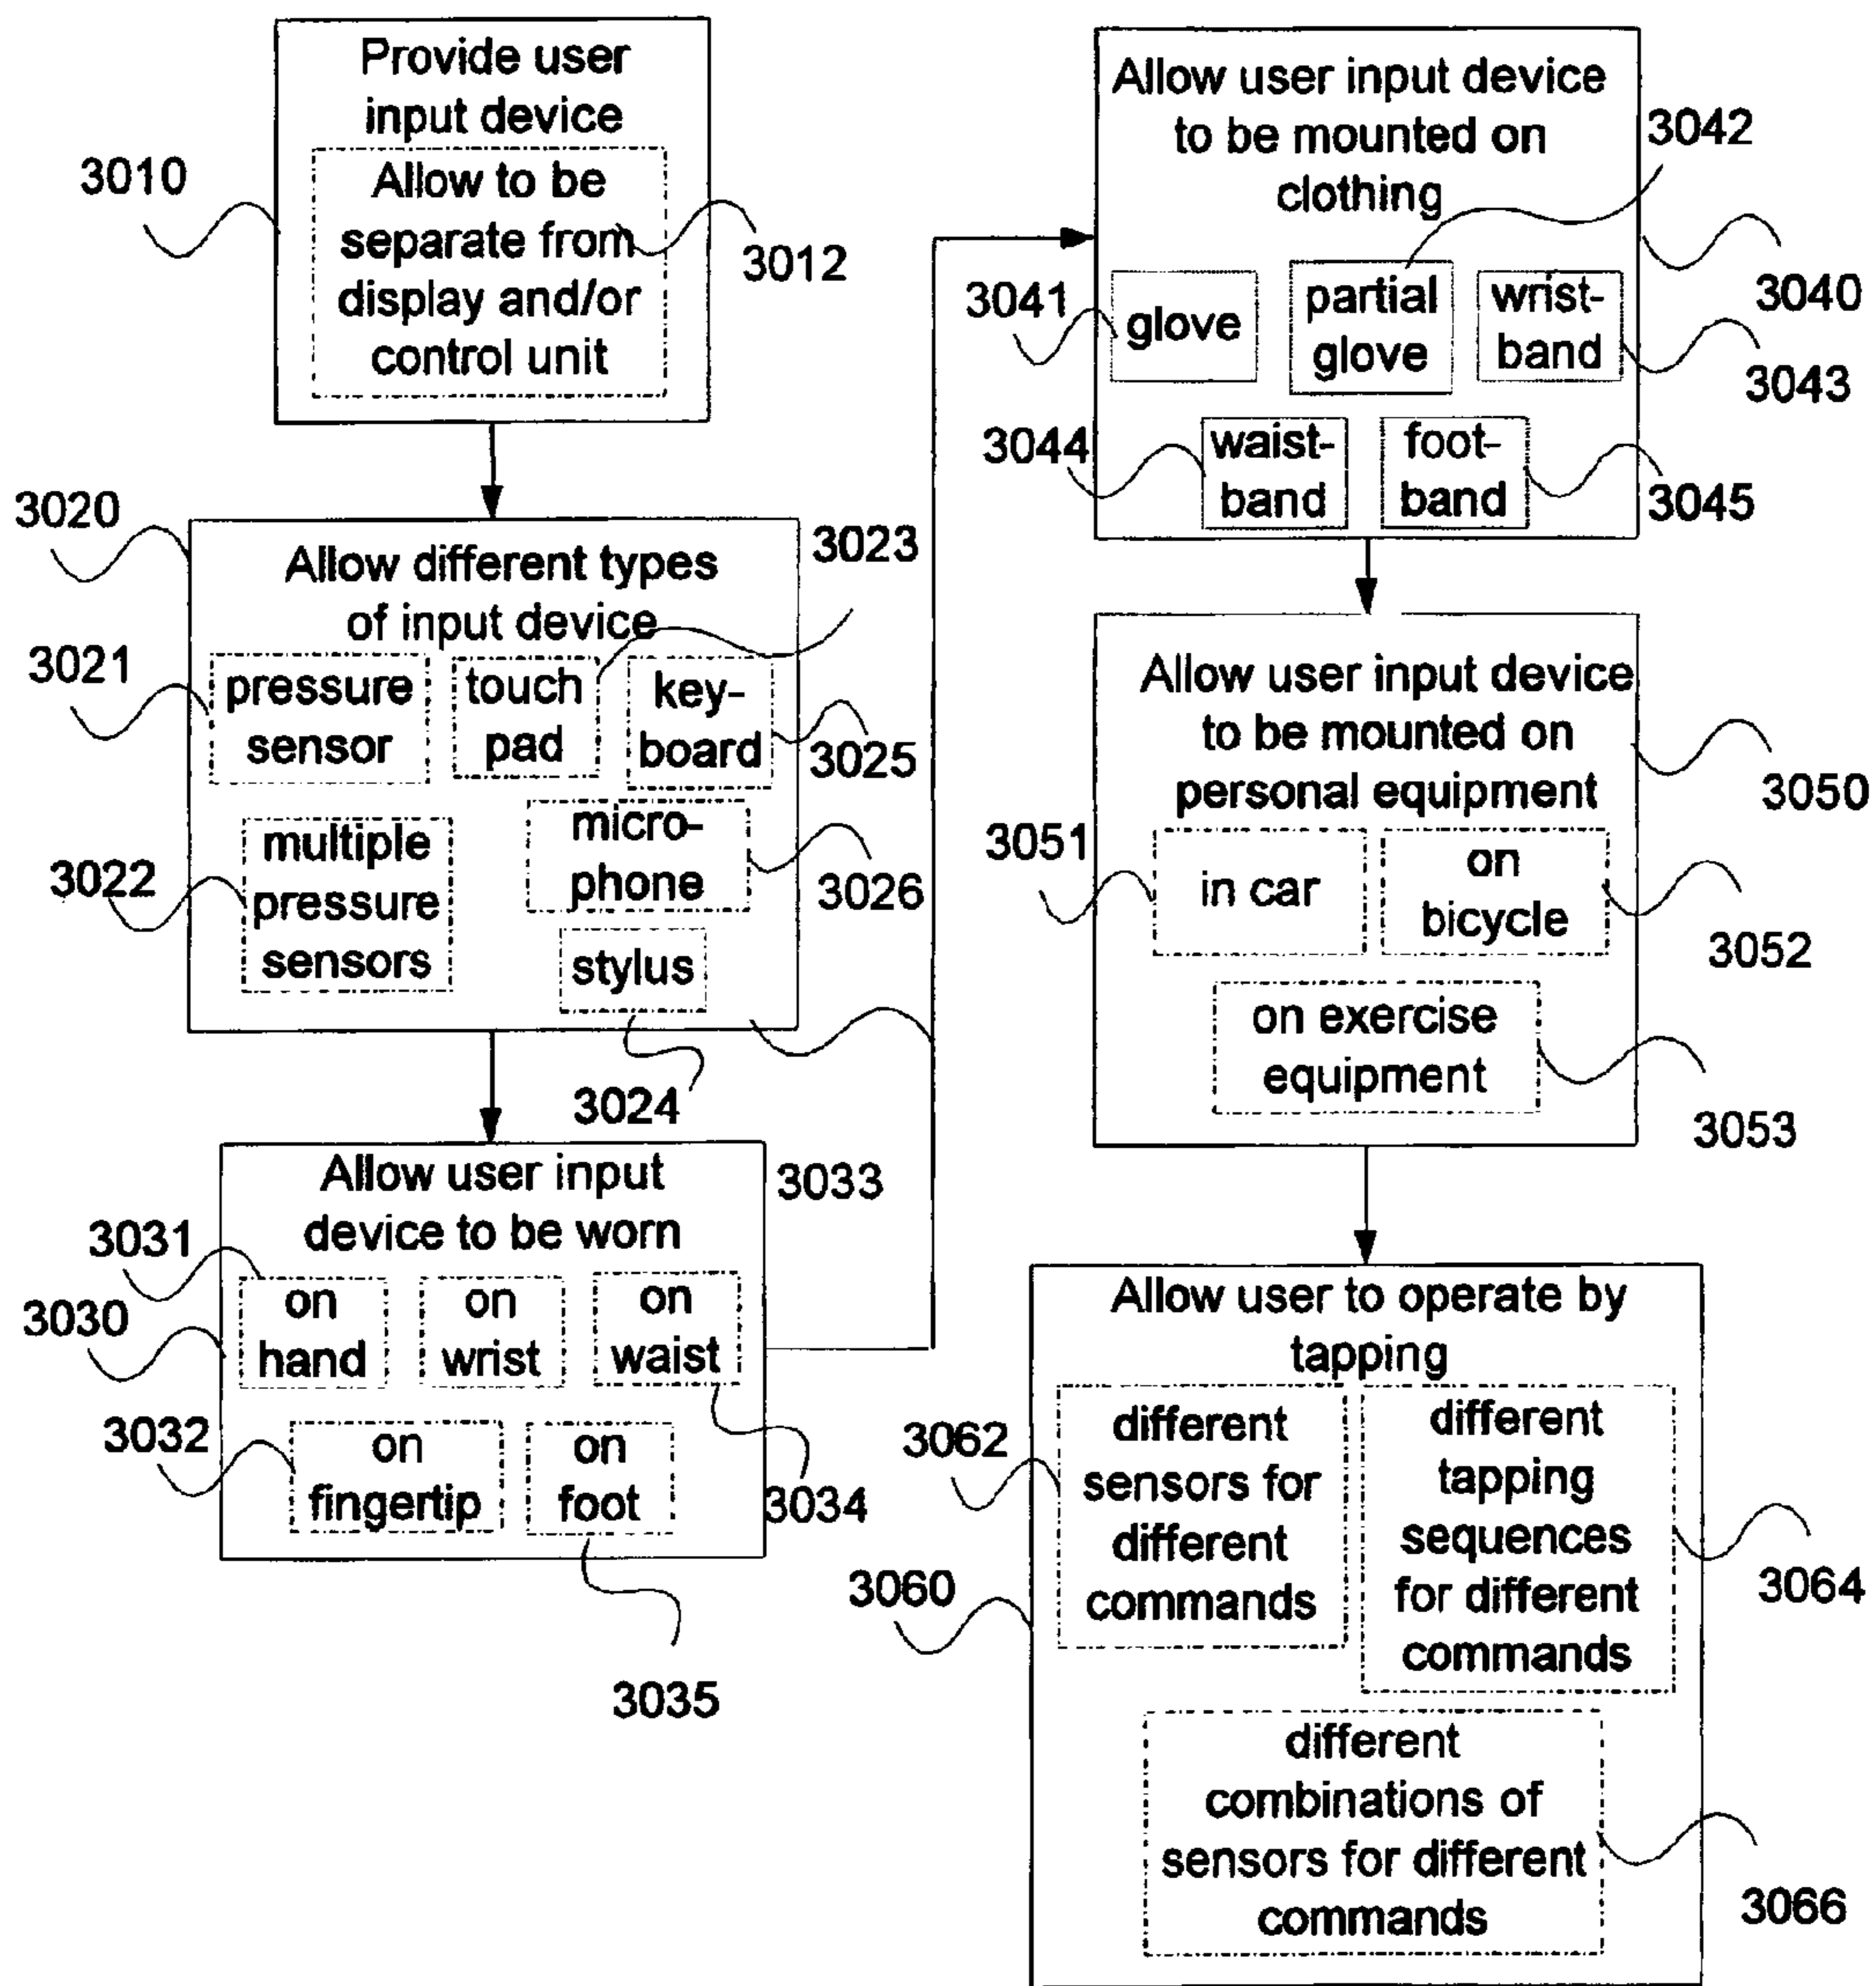 Provide user
input device
3010
Allow to be
separate from
display and/or
control unit
3012
3020
Allow different types
of input device
3023
3021
pressure
sensor
touch
pad
key-
board
3025
3022
multiple
pressure
sensors
micro-
phone
3026
stylus
3024
Allow user input
device to be worn
3033
3031
3030
on
hand
on
wrist
on
waist
3032
on
fingertip
on
foot
3034
3035
Allow user input device
to be mounted on
clothing
3042
3040
3041
glove
partial
glove
wrist-
band
3043
3044
waist-
band
foot-
band
3045
Allow user input device
to be mounted on
personal equipment
3050
3051
in car
on
bicycle
3052
on exercise
equipment
3053
Allow user to operate by
tapping
3062
different
sensors for
different
commands
different
tapping
sequences
for different
commands
3064
3060
different
combinations of
sensors for different
commands
3066